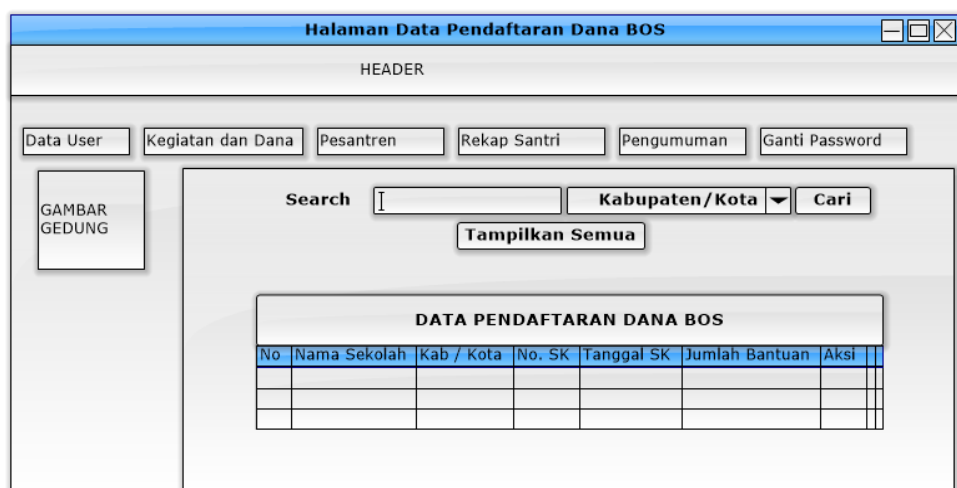 Halaman Data Pendaftaran Dana BOS
HEADER
Data User Kegiatan dan Dana Pesantren Rekap Santri Pengumuman Ganti Password
GAMBAR
GEDUNG
Search Kabupaten/Kota Cari
Tampilkan Semua
DATA PENDAFTARAN DANA BOS
No Nama Sekolah Kab / Kota No. SK Tanggal SK Jumlah Bantuan Aksi